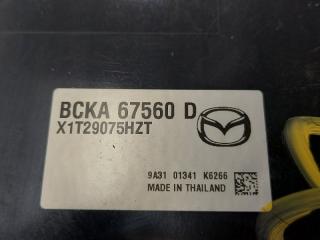 BCKA 67560 D
X1T29075HZT
9A31 01341 K6266
MADE IN THAILAND